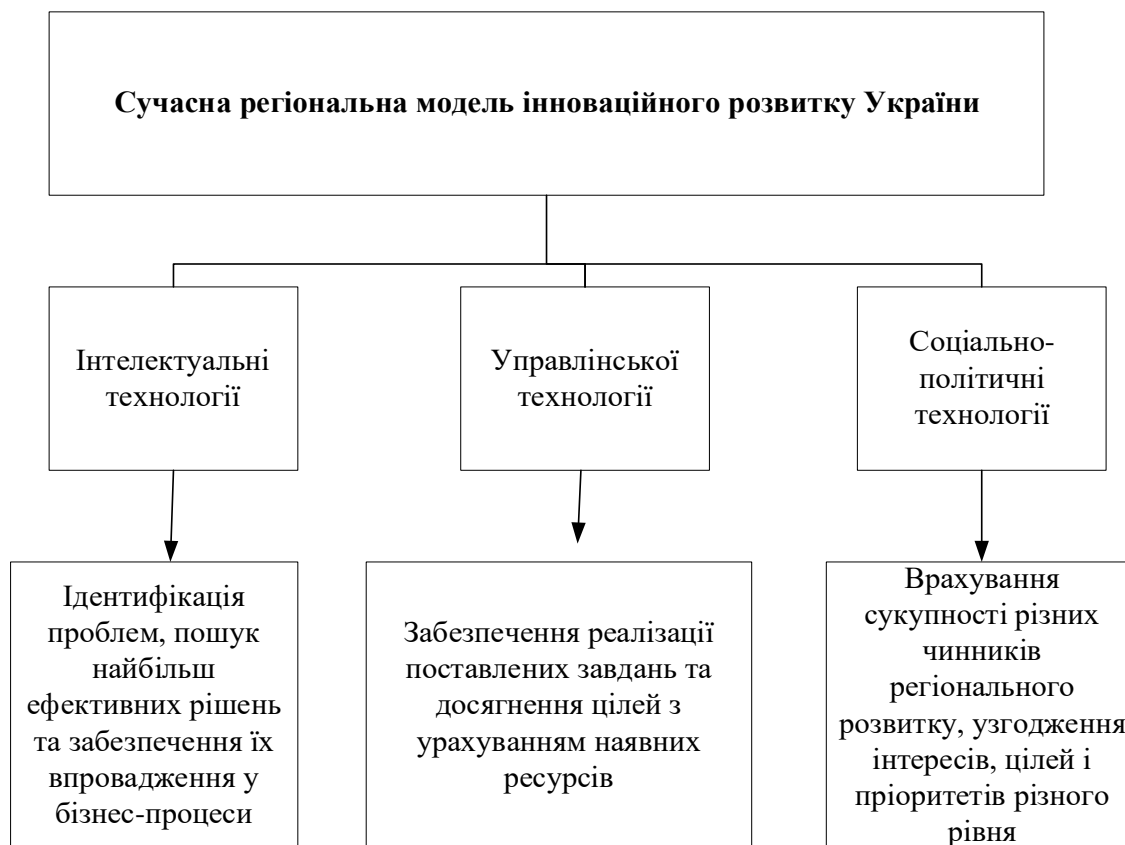 Сучасна регіональна модель інноваційного розвитку України
Інтелектуальні
технології
Управлінської
технології
Соціально-
політичні
технології
Ідентифікація
проблем, пошук
найбільш
ефективних рішень
та забезпечення їх
впровадження у
бізнес-процеси
Забезпечення реалізації
поставлених завдань та
досягнення цілей з
урахуванням наявних
ресурсів
Врахування
сукупності різних
чинників
регіонального
розвитку, узгодження
інтересів, цілей і
пріоритетів різного
рівня